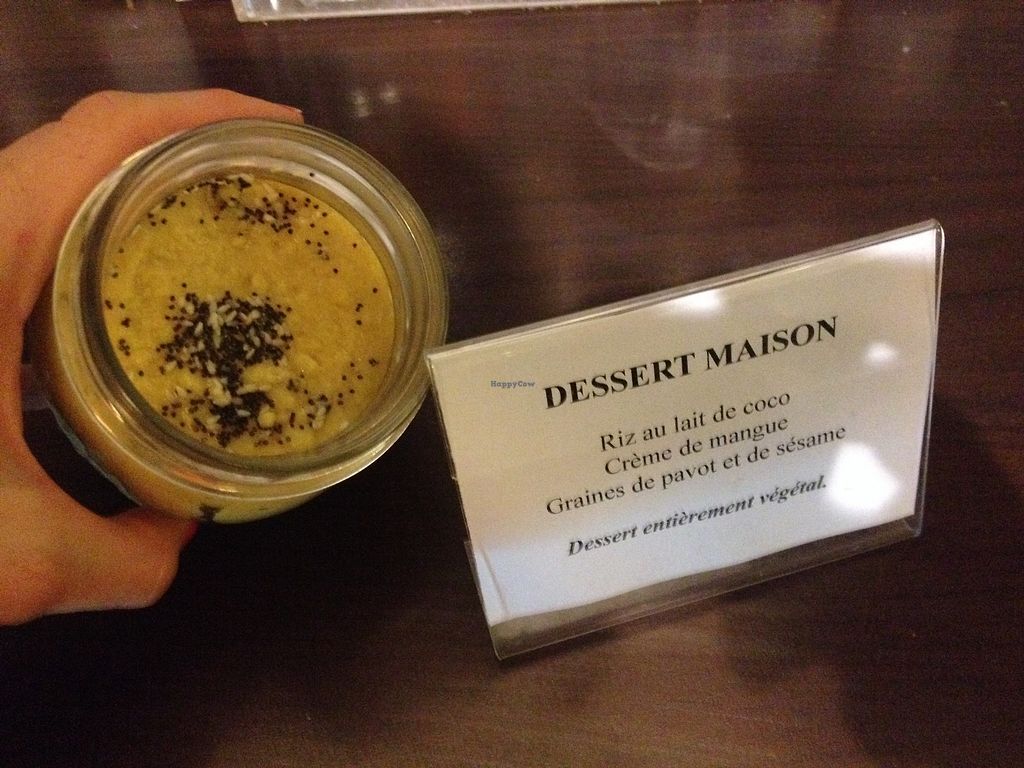 HappyCow
DESSERT MAISON
Riz au lait de coco
Crème de mangue
Graines de pavot et de sésame
Dessert entièrement végétal.